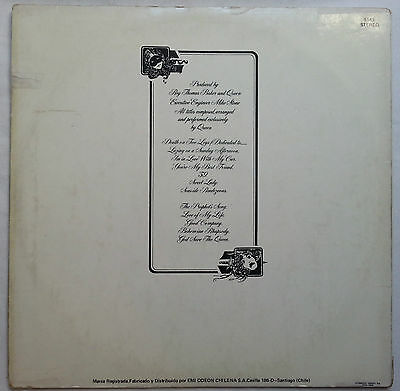 STEREO
Produced by
Roy Thomas Baker and Queen
Executive Engineer Mike Stone
All titles composed, arranged
and performed exclusively
by Queen
Death on Two Legs (Dedicated to......
Lazing on a Sunday Afternoon.
I'm in Love With My Car.
You're My Best Friend.
'39
Sweet Lady.
Seaside Rendezvous.
The Prophet's Song.
Love of My Life.
Good Company.
Bohemian Rhapsody.
God Save The Queen.
Marca Registrada. Fabricado y Distribuido por EMI ODEON CHILENA S.A. Casilla 186-D-Santiago (Chile)